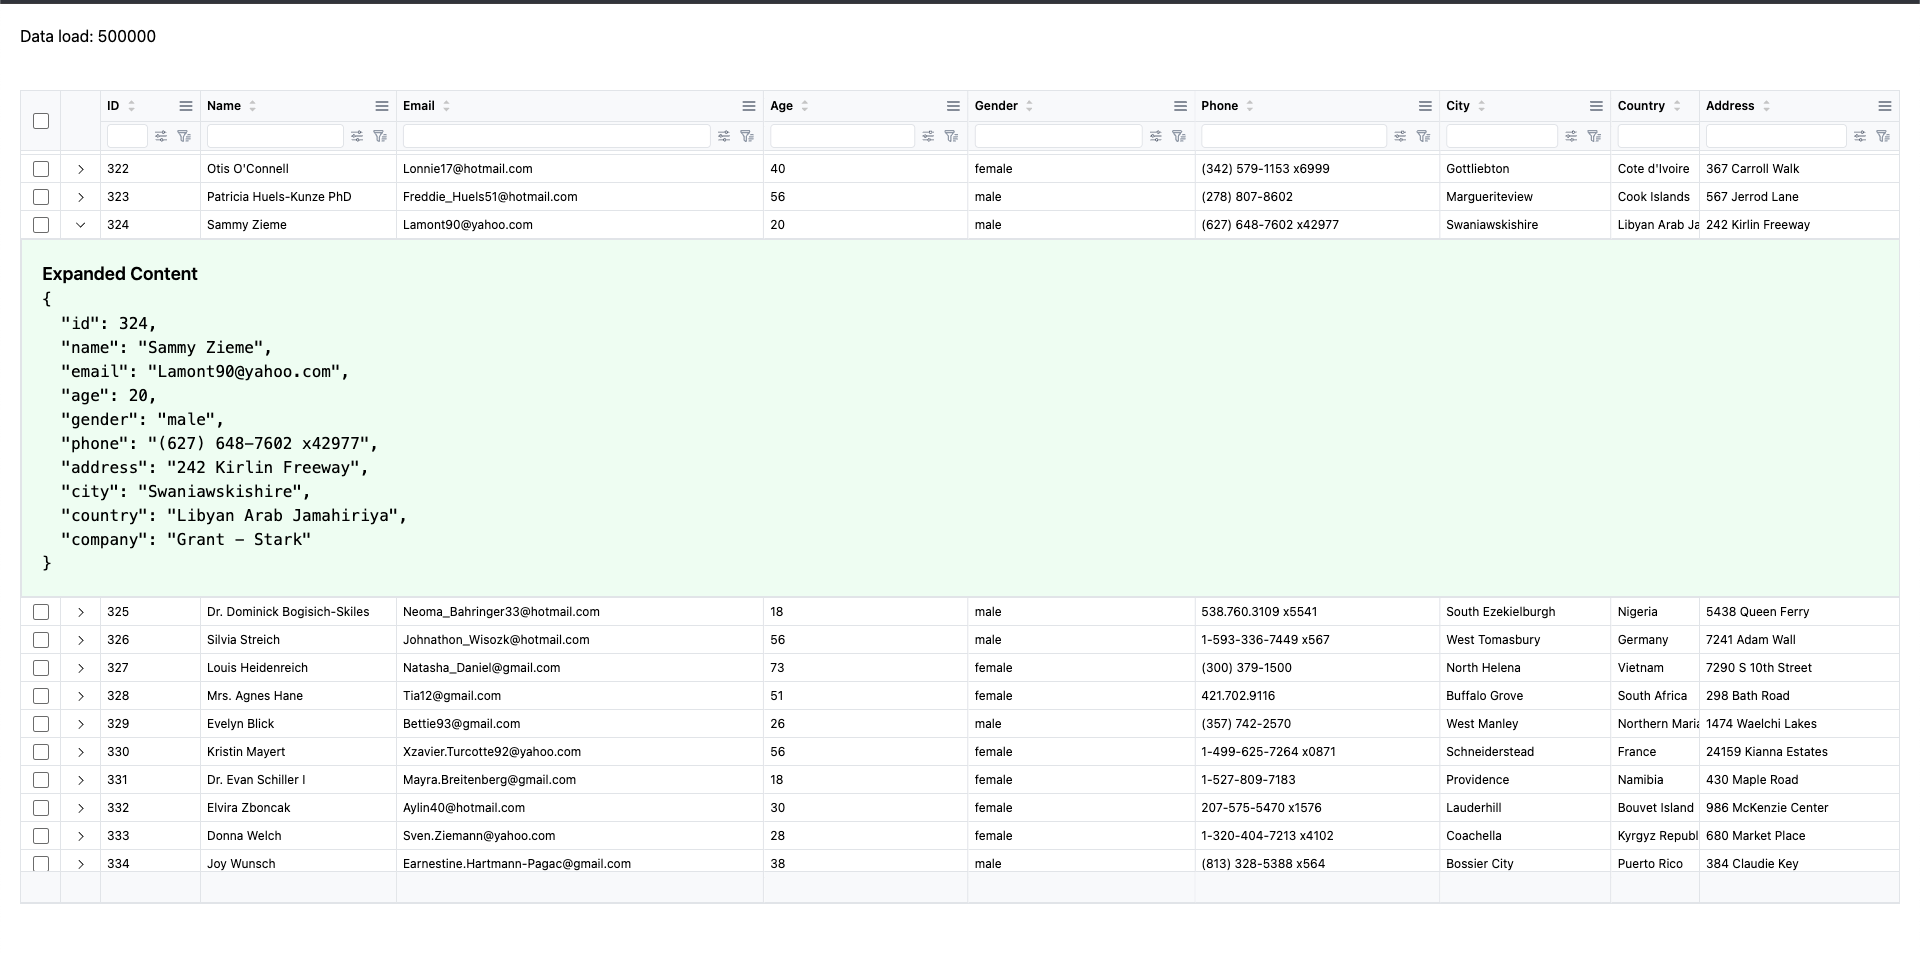 Data load: 500000
ID Name Email Age Gender Phone City Country Address
322 Otis O'Connell Lonnie17@hotmail.com 40 female (342) 579-1153 x6999 Gottliebton Cote d'Ivoire 367 Carroll Walk
323 Patricia Huels-Kunze PhD Freddie_Huels51@hotmail.com 56 male (278) 807-8602 Margueriteview Cook Islands 567 Jerrod Lane
324 Sammy Zieme Lamont90@yahoo.com 20 male (627) 648-7602 x42977 Swaniawskishire Libyan Arab Ja 242 Kirlin Freeway
Expanded Content
{
"id": 324,
"name": "Sammy Zieme",
"email": "Lamont90@yahoo.com",
"age": 20,
"gender": "male",
"phone": "(627) 648-7602 x42977",
"address": "242 Kirlin Freeway",
"city": "Swaniawskishire",
"country": "Libyan Arab Jamahiriya",
"company": "Grant - Stark"
}
325 Dr. Dominick Bogisich-Skiles Neoma_Bahringer33@hotmail.com 18 male 538.760.3109 x5541 South Ezekielburgh Nigeria 5438 Queen Ferry
326 Silvia Streich Johnathon_Wisozk@hotmail.com 56 male 1-593-336-7449 x567 West Tomasbury Germany 7241 Adam Wall
327 Louis Heidenreich Natasha_Daniel@gmail.com 73 female (300) 379-1500 North Helena Vietnam 7290 S 10th Street
328 Mrs. Agnes Hane Tia12@gmail.com 51 female 421.702.9116 Buffalo Grove South Africa 298 Bath Road
329 Evelyn Blick Bettie93@gmail.com 26 male (357) 742-2570 West Manley Northern Maria 1474 Waelchi Lakes
330 Kristin Mayert Xzavier.Turcotte92@yahoo.com 56 female 1-499-625-7264 x0871 Schneiderstead France 24159 Kianna Estates
331 Dr. Evan Schiller I Mayra.Breitenberg@gmail.com 18 female 1-527-809-7183 Providence Namibia 430 Maple Road
332 Elvira Zboncak Aylin40@hotmail.com 30 female 207-575-5470 x1576 Lauderhill Bouvet Island 986 McKenzie Center
333 Donna Welch Sven.Ziemann@yahoo.com 28 female 1-320-404-7213 x4102 Coachella Kyrgyz Republ 680 Market Place
334 Joy Wunsch Earnestine.Hartmann-Pagac@gmail.com 38 male (813) 328-5388 x564 Bossier City Puerto Rico 384 Claudie Key